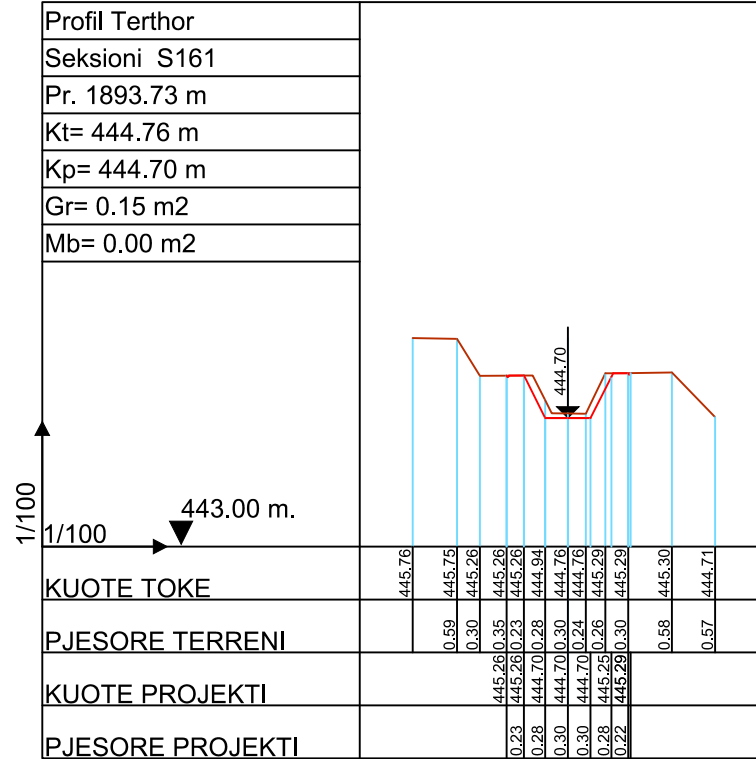 Profil Terthor
Seksioni S161
Pr. 1893.73 m
Kt= 444.76 m
Kp= 444.70 m
Gr= 0.15 m2
Mb= 0.00 m2
444.70
1/100
1/100
443.00 m.
KUOTE TOKE 445.76 445.75 445.26 445.26 445.26 444.94 444.76 444.76 445.29 445.29 445.30 444.71
PJESORE TERRENI 0.59 0.30 0.35 0.23 0.28 0.30 0.24 0.26 0.30 0.58 0.57
KUOTE PROJEKTI 445.26 445.26 444.70 444.70 444.70 445.25 445.29
PJESORE PROJEKTI 0.23 0.28 0.30 0.30 0.28 0.22